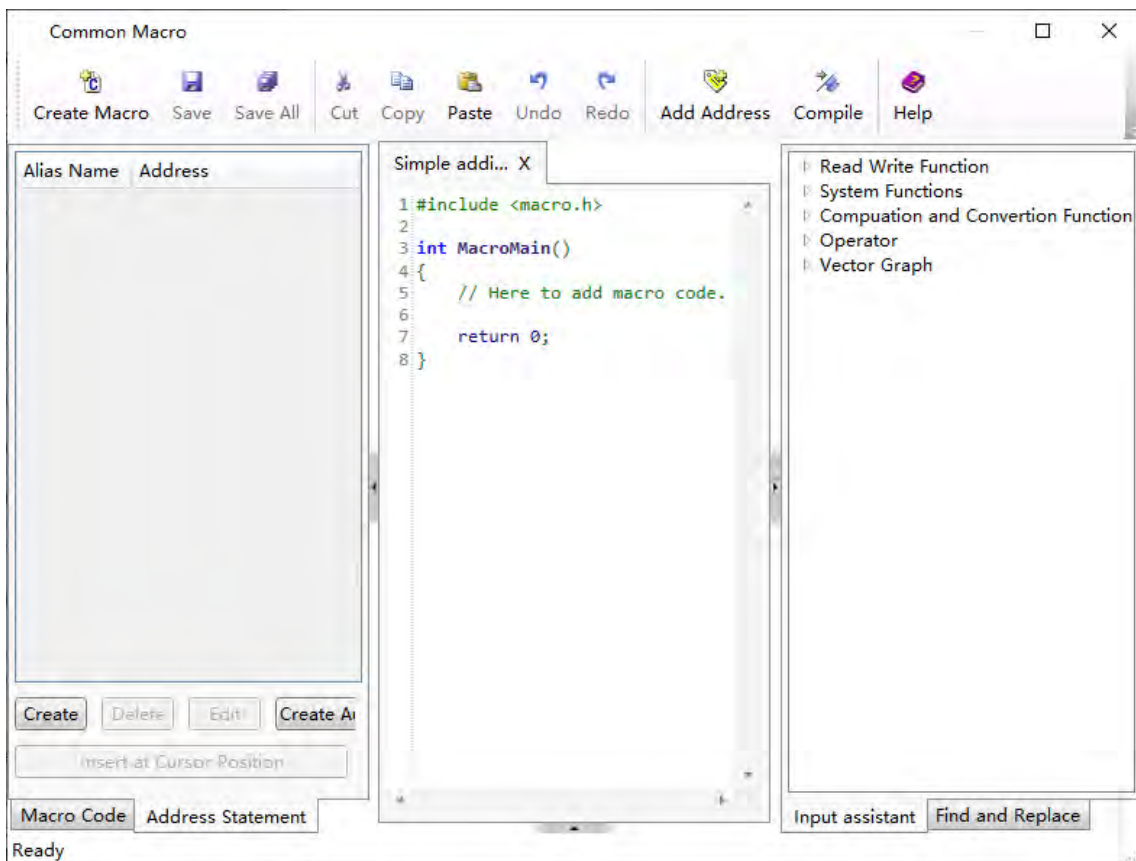 Common Macro
Create Macro Save Save All Cut Copy Paste Undo Redo Add Address Compile Help
Alias Name Address
Create Delete Edit Create Au
Insert at Cursor Position
Macro Code Address Statement
Simple addi... X
1 #include <macro.h>
2
3 int MacroMain()
4 {
5 // Here to add macro code.
6
7 return 0;
8 }
Read Write Function
System Functions
Compuation and Convertion Function
Operator
Vector Graph
Input assistant Find and Replace
Ready